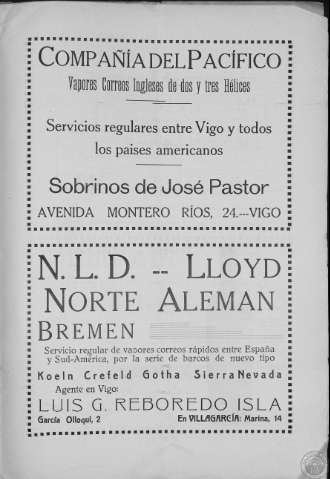 COMPAÑÍA DEL PACÍFICO
Vapores Correos Ingleses de dos y tres Hélices
Servicios regulares entre Vigo y todos
los paises americanos
Sobrinos de José Pastor
AVENIDA MONTERO RÍOS, 24.---VIGO
N. L. D. -- LLOYD
NORTE ALEMAN
BREMEN
Servicio regular de vapores correos rápidos entre España
y Sud-América, por la serie de barcos de nuevo tipo
Koeln Crefeld Gotha Sierra Nevada
Agente en Vigo:
LUIS G. REBOREDO ISLA
García Olloqui, 2 En VILLAGARCÍA: Marina, 14